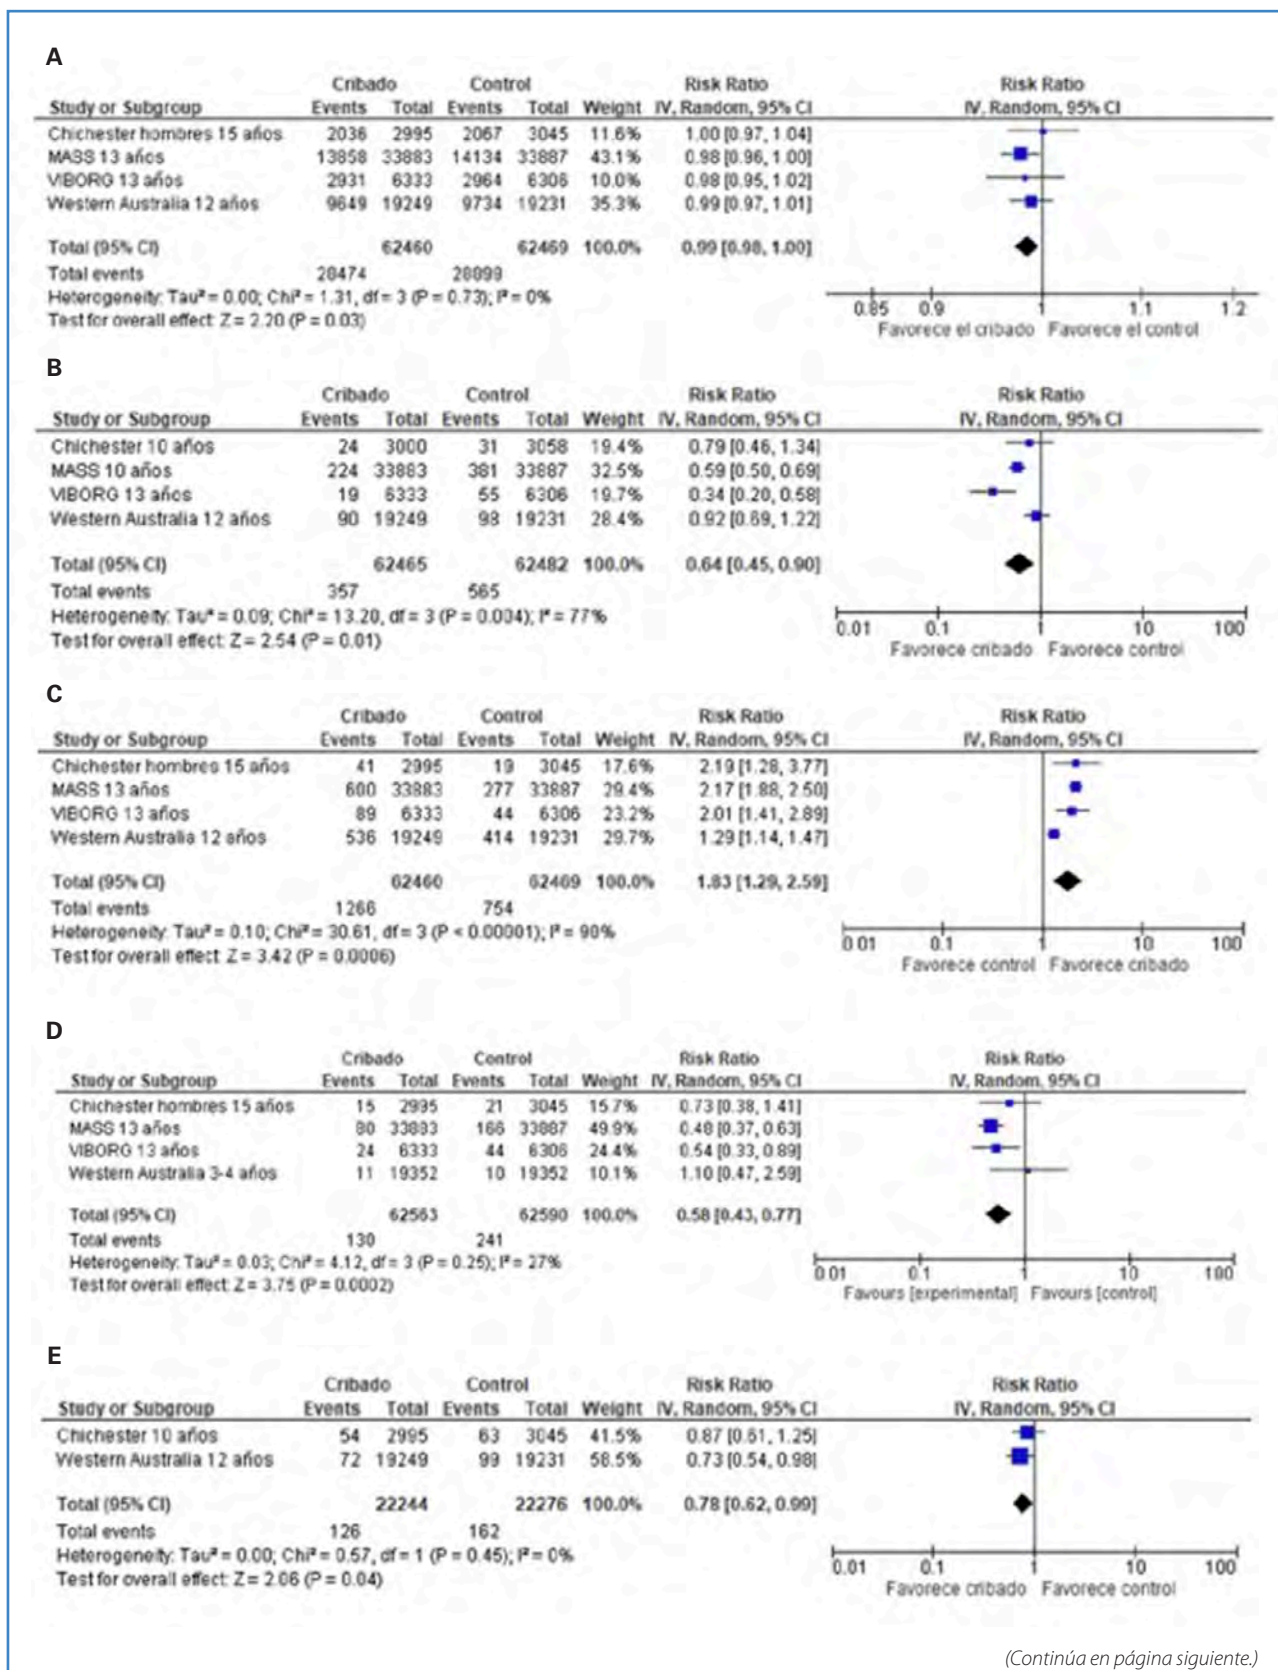 A
Cribado Control Risk Ratio Risk Ratio
Study or Subgroup Events Total Events Total Weight IV, Random, 95% CI IV, Random, 95% CI
Chichester hombres 15 años 2036 2995 2067 3045 11.6% 1.00 [0.97, 1.04]
MASS 13 años 13858 33883 14134 33887 43.1% 0.98 [0.96, 1.00]
VIBORG 13 años 2931 6333 2964 6306 10.0% 0.98 [0.95, 1.02]
Western Australia 12 años 9649 19249 9734 19231 35.3% 0.99 [0.97, 1.01]
Total (95% CI) 62460 62469 100.0% 0.99 [0.98, 1.00]
Total events 28474 28899
Heterogeneity: Tau² = 0.00; Chi² = 1.31, df = 3 (P = 0.73); I² = 0%
Test for overall effect: Z = 2.20 (P = 0.03)
0.85 0.9 1 1.1 1.2
Favorece el cribado Favorece el control
B
Cribado Control Risk Ratio Risk Ratio
Study or Subgroup Events Total Events Total Weight IV, Random, 95% CI IV, Random, 95% CI
Chichester 10 años 24 3000 31 3058 19.4% 0.79 [0.46, 1.34]
MASS 10 años 224 33883 381 33887 32.5% 0.59 [0.50, 0.69]
VIBORG 13 años 19 6333 55 6306 19.7% 0.34 [0.20, 0.58]
Western Australia 12 años 90 19249 98 19231 28.4% 0.92 [0.69, 1.22]
Total (95% CI) 62465 62482 100.0% 0.64 [0.45, 0.90]
Total events 357 565
Heterogeneity: Tau² = 0.09; Chi² = 13.20, df = 3 (P = 0.004); I² = 77%
Test for overall effect: Z = 2.54 (P = 0.01)
0.01 0.1 1 10 100
Favorece cribado Favorece control
C
Cribado Control Risk Ratio Risk Ratio
Study or Subgroup Events Total Events Total Weight IV, Random, 95% CI IV, Random, 95% CI
Chichester hombres 15 años 41 2995 19 3045 17.6% 2.19 [1.28, 3.77]
MASS 13 años 600 33883 277 33887 29.4% 2.17 [1.88, 2.50]
VIBORG 13 años 89 6333 44 6306 23.2% 2.01 [1.41, 2.89]
Western Australia 12 años 536 19249 414 19231 29.7% 1.29 [1.14, 1.47]
Total (95% CI) 62460 62469 100.0% 1.83 [1.29, 2.59]
Total events 1266 754
Heterogeneity: Tau² = 0.10; Chi² = 30.61, df = 3 (P < 0.00001); I² = 90%
Test for overall effect: Z = 3.42 (P = 0.0006)
0.01 0.1 1 10 100
Favorece control Favorece cribado
D
Cribado Control Risk Ratio Risk Ratio
Study or Subgroup Events Total Events Total Weight IV, Random, 95% CI IV, Random, 95% CI
Chichester hombres 15 años 15 2995 21 3045 15.7% 0.73 [0.38, 1.41]
MASS 13 años 80 33883 166 33887 49.9% 0.48 [0.37, 0.63]
VIBORG 13 años 24 6333 44 6306 24.4% 0.54 [0.33, 0.89]
Western Australia 3-4 años 11 19352 10 19352 10.1% 1.10 [0.47, 2.59]
Total (95% CI) 62563 62590 100.0% 0.58 [0.43, 0.77]
Total events 130 241
Heterogeneity: Tau² = 0.03; Chi² = 4.12, df = 3 (P = 0.25); I² = 27%
Test for overall effect: Z = 3.75 (P = 0.0002)
0.01 0.1 1 10 100
Favours [experimental] Favours [control]
E
Cribado Control Risk Ratio Risk Ratio
Study or Subgroup Events Total Events Total Weight IV, Random, 95% CI IV, Random, 95% CI
Chichester 10 años 54 2995 63 3045 41.5% 0.87 [0.61, 1.25]
Western Australia 12 años 72 19249 99 19231 58.5% 0.73 [0.54, 0.98]
Total (95% CI) 22244 22276 100.0% 0.78 [0.62, 0.99]
Total events 126 162
Heterogeneity: Tau² = 0.00; Chi² = 0.57, df = 1 (P = 0.45); I² = 0%
Test for overall effect: Z = 2.06 (P = 0.04)
0.01 0.1 1 10 100
Favorece cribado Favorece control
(Continúa en página siguiente.)